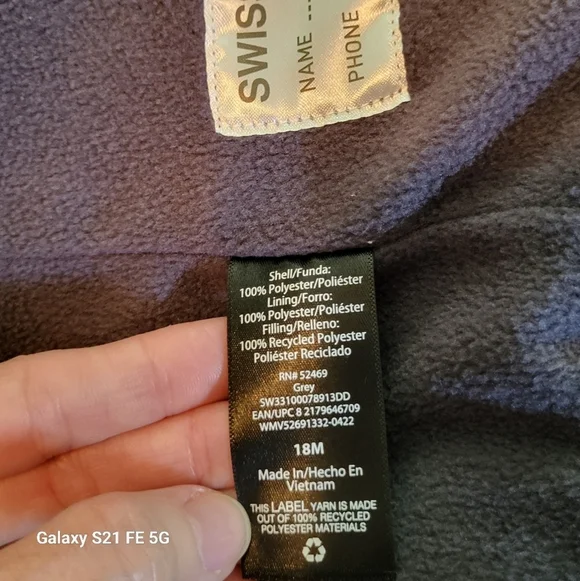 SWIS
NAME ---
PHONE
Shell/Funda:
100% Polyester/Poliéster
Lining/Forro:
100% Polyester/Poliéster
Filling/Relleno:
100% Recycled Polyester
Poliéster Reciclado
RN# 52469
Grey
SW33100078913DD
EAN/UPC 8 2179646709
WMV52691332-0422
18M
Made In/Hecho En
Vietnam
THIS LABEL YARN IS MADE
OUT OF 100% RECYCLED
POLYESTER MATERIALS
Galaxy S21 FE 5G